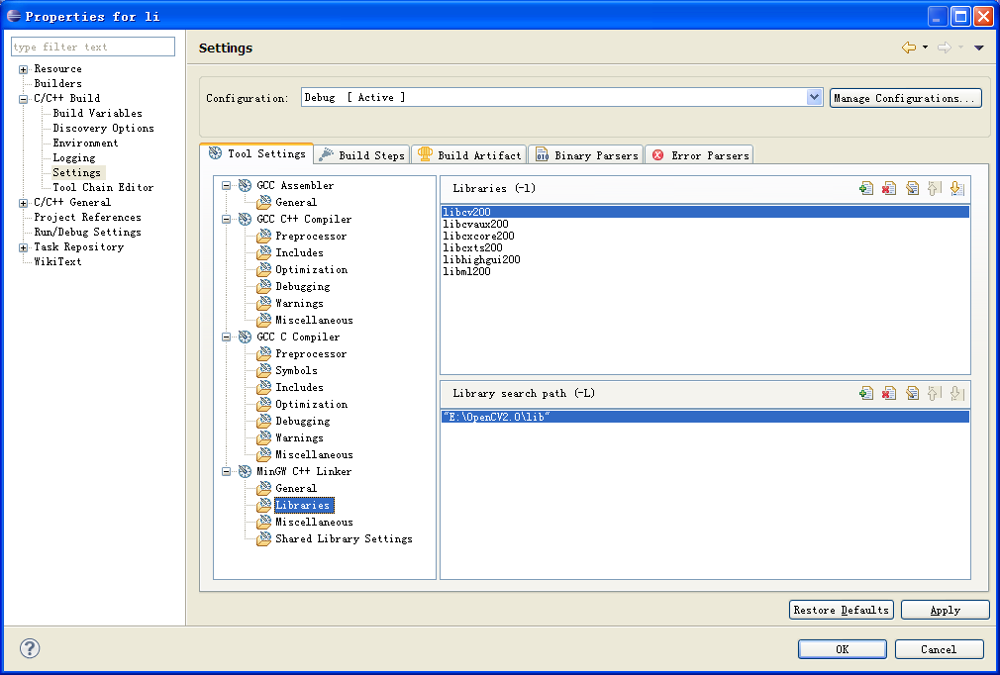 Properties for li
type filter text
Resource
Builders
C/C++ Build
Build Variables
Discovery Options
Environment
Logging
Settings
Tool Chain Editor
C/C++ General
Project References
Run/Debug Settings
Task Repository
WikiText
Settings
Configuration:
Debug [ Active ]
Manage Configurations...
Tool Settings
Build Steps
Build Artifact
Binary Parsers
Error Parsers
GCC Assembler
General
GCC C++ Compiler
Preprocessor
Includes
Optimization
Debugging
Warnings
Miscellaneous
GCC C Compiler
Preprocessor
Symbols
Includes
Optimization
Debugging
Warnings
Miscellaneous
MinGW C++ Linker
General
Libraries
Miscellaneous
Shared Library Settings
Libraries (-l)
libcv200
libcvaux200
libcxcore200
libcxts200
libhighgui200
libml200
Library search path (-L)
"E:\OpenCV2.0\lib"
Restore Defaults
Apply
OK
Cancel